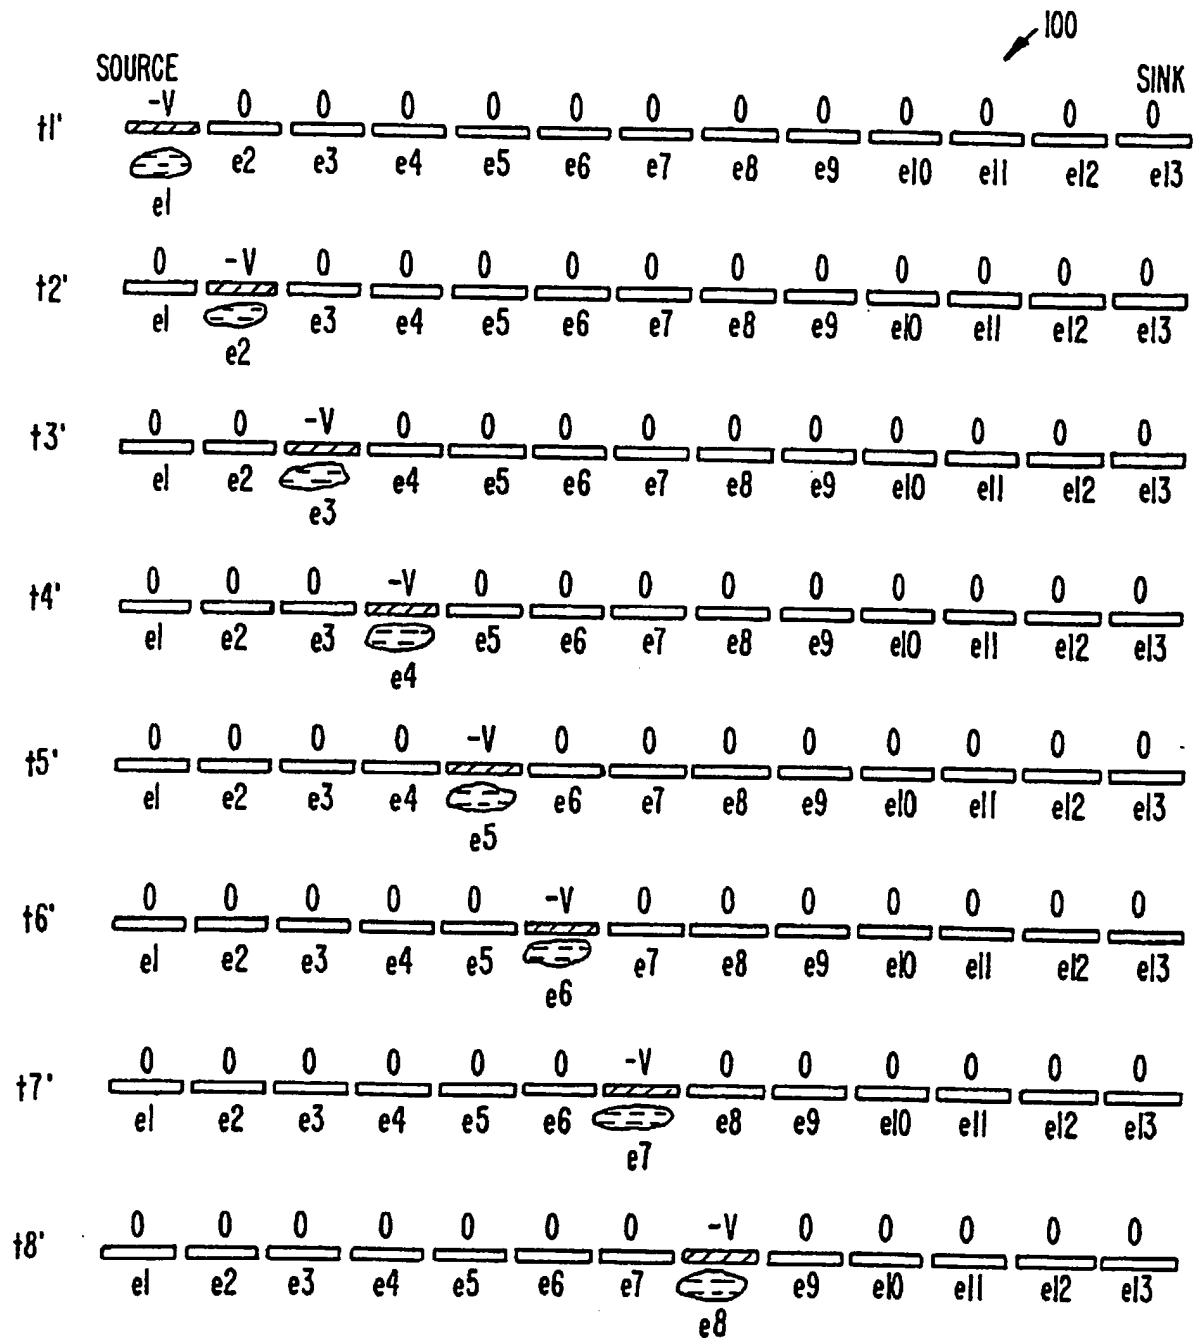 100
SOURCE SINK
-V 0 0 0 0 0 0 0 0 0 0 0 0
t1'
e2 e3 e4 e5 e6 e7 e8 e9 e10 e11 e12 e13
e1
0 -V 0 0 0 0 0 0 0 0 0 0 0
t2'
e1 e3 e4 e5 e6 e7 e8 e9 e10 e11 e12 e13
e2
0 0 -V 0 0 0 0 0 0 0 0 0 0
t3'
e1 e2 e4 e5 e6 e7 e8 e9 e10 e11 e12 e13
e3
0 0 0 -V 0 0 0 0 0 0 0 0 0
t4'
e1 e2 e3 e5 e6 e7 e8 e9 e10 e11 e12 e13
e4
0 0 0 0 -V 0 0 0 0 0 0 0 0
t5'
e1 e2 e3 e4 e6 e7 e8 e9 e10 e11 e12 e13
e5
0 0 0 0 0 -V 0 0 0 0 0 0 0
t6'
e1 e2 e3 e4 e5 e7 e8 e9 e10 e11 e12 e13
e6
0 0 0 0 0 0 -V 0 0 0 0 0 0
t7'
e1 e2 e3 e4 e5 e6 e8 e9 e10 e11 e12 e13
e7
0 0 0 0 0 0 0 -V 0 0 0 0 0
t8'
e1 e2 e3 e4 e5 e6 e7 e9 e10 e11 e12 e13
e8